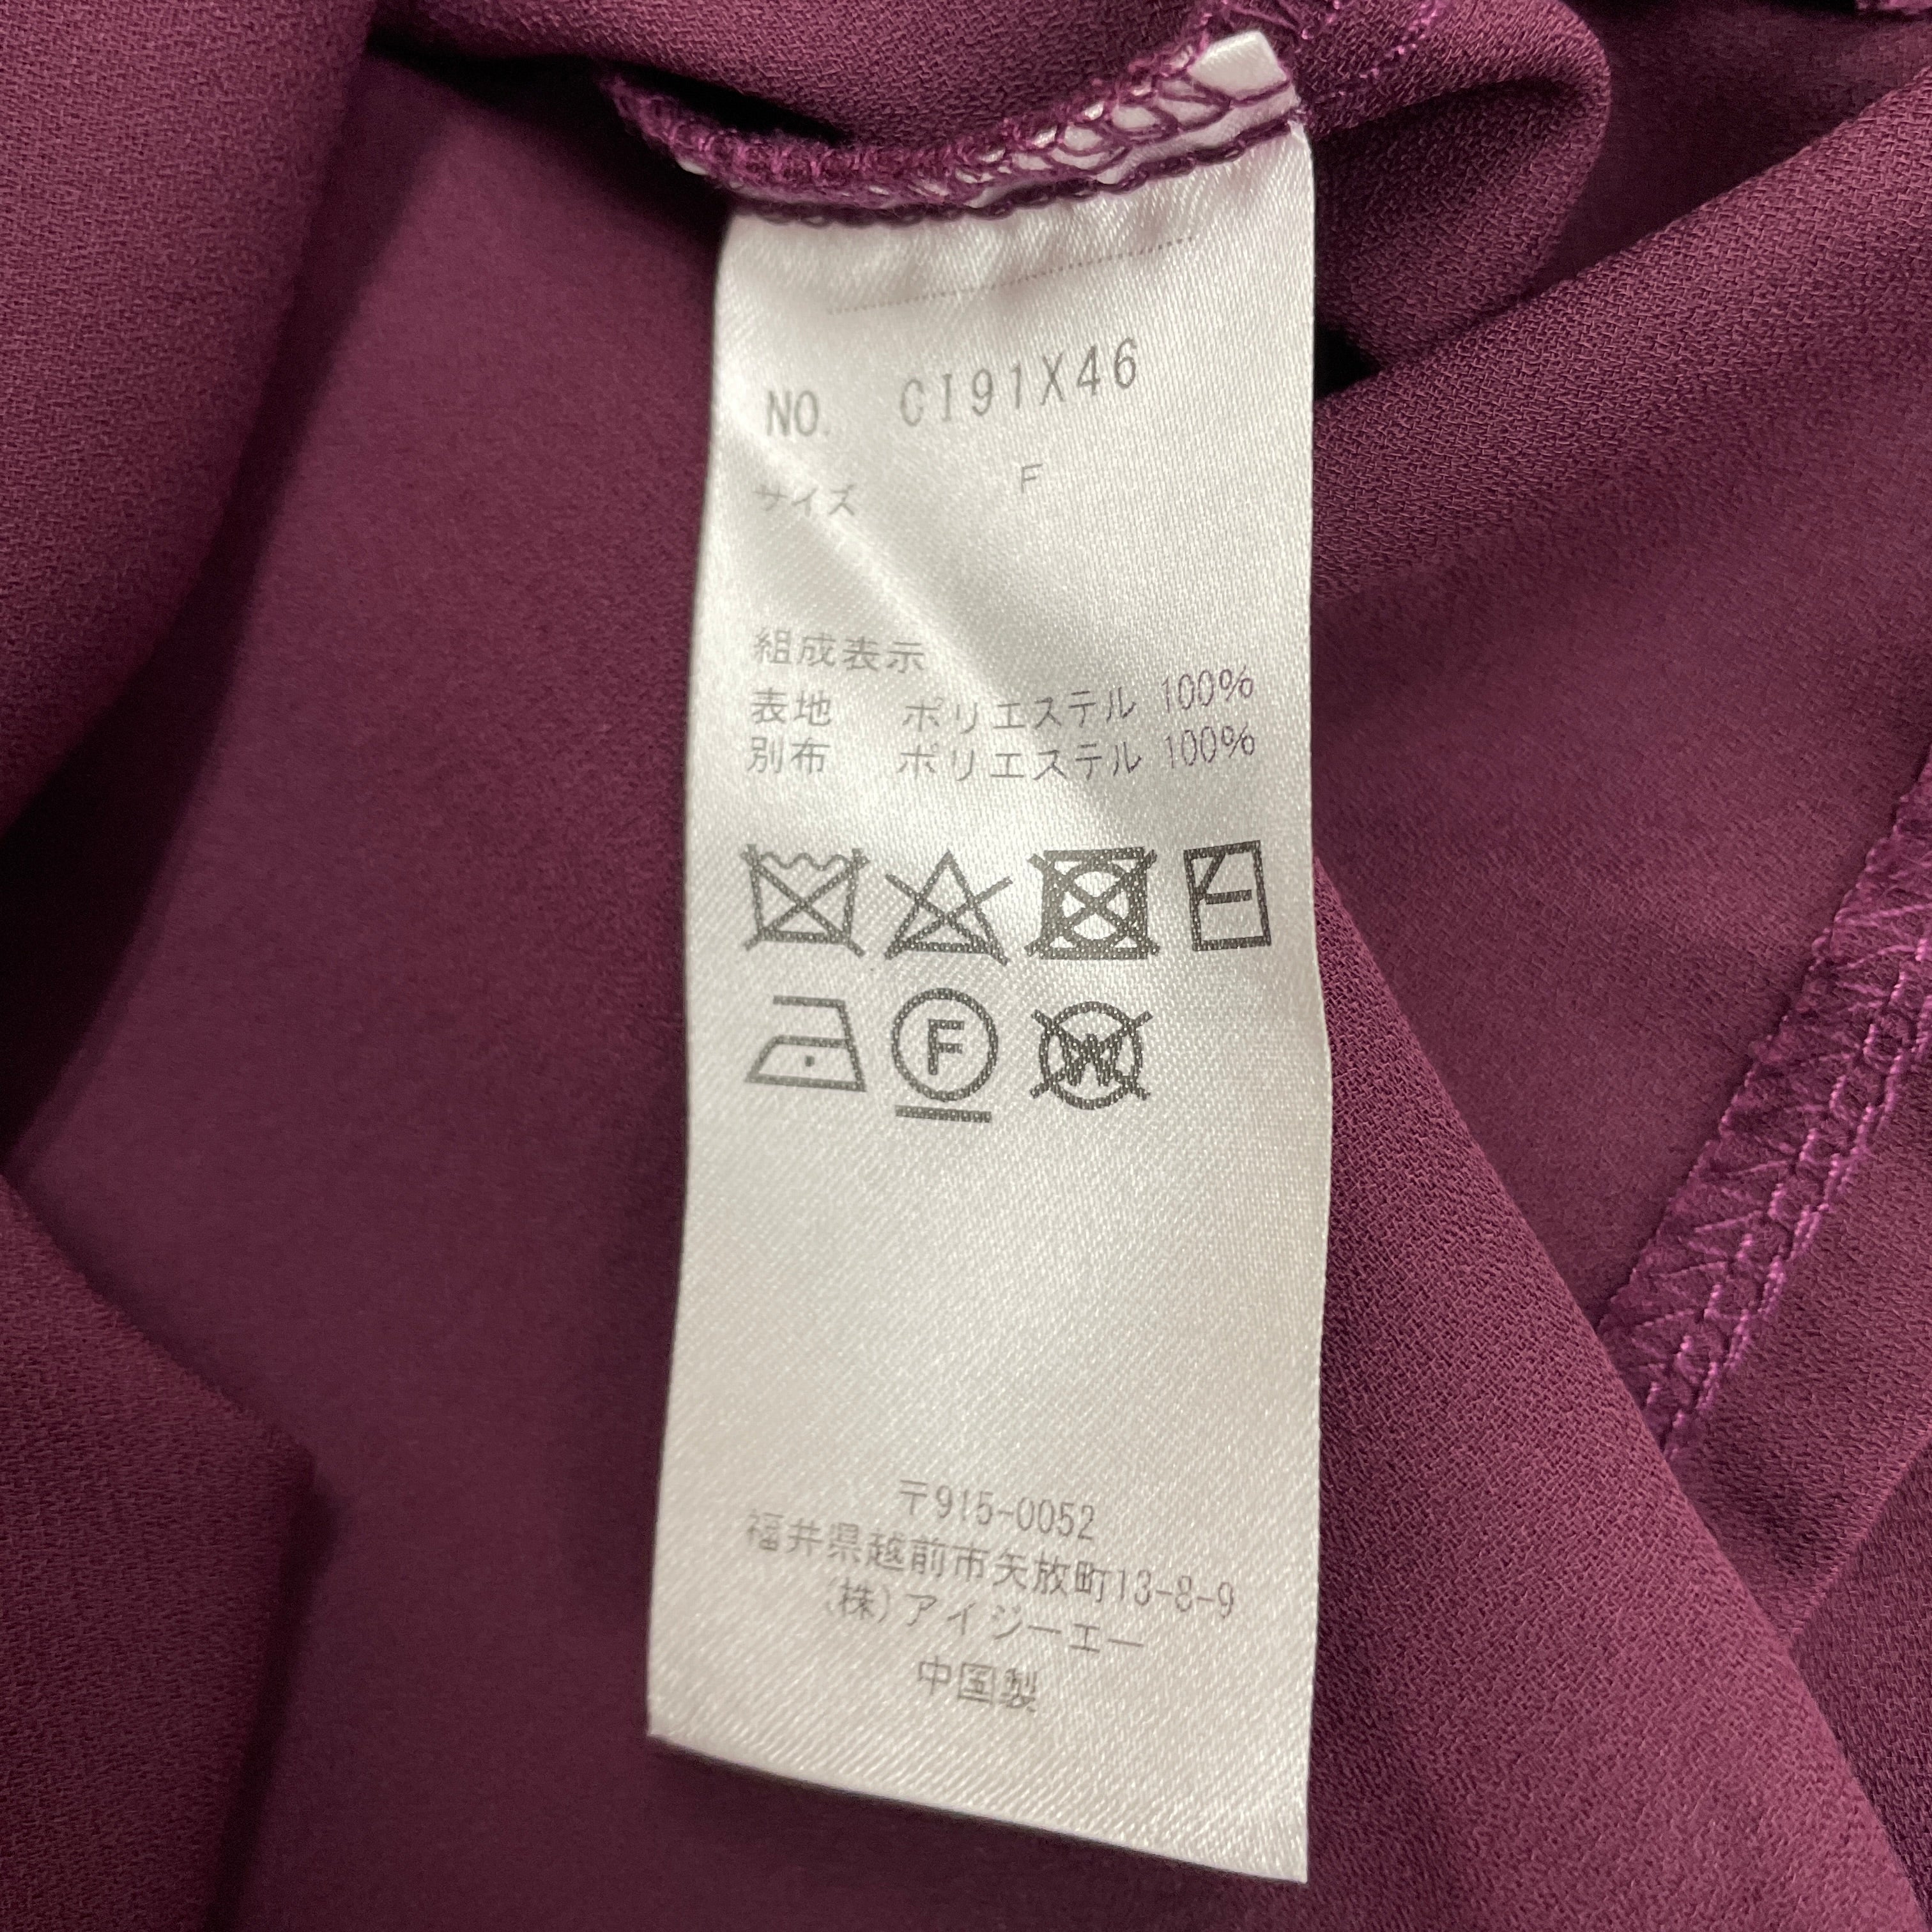 NO. CI91X46
サイズ F
組成表示
表地 ポリエステル 100%
別布 ポリエステル 100%
F W
〒915-0052
福井県越前市矢放町13-8-9
(株)アイジーエー
中国製